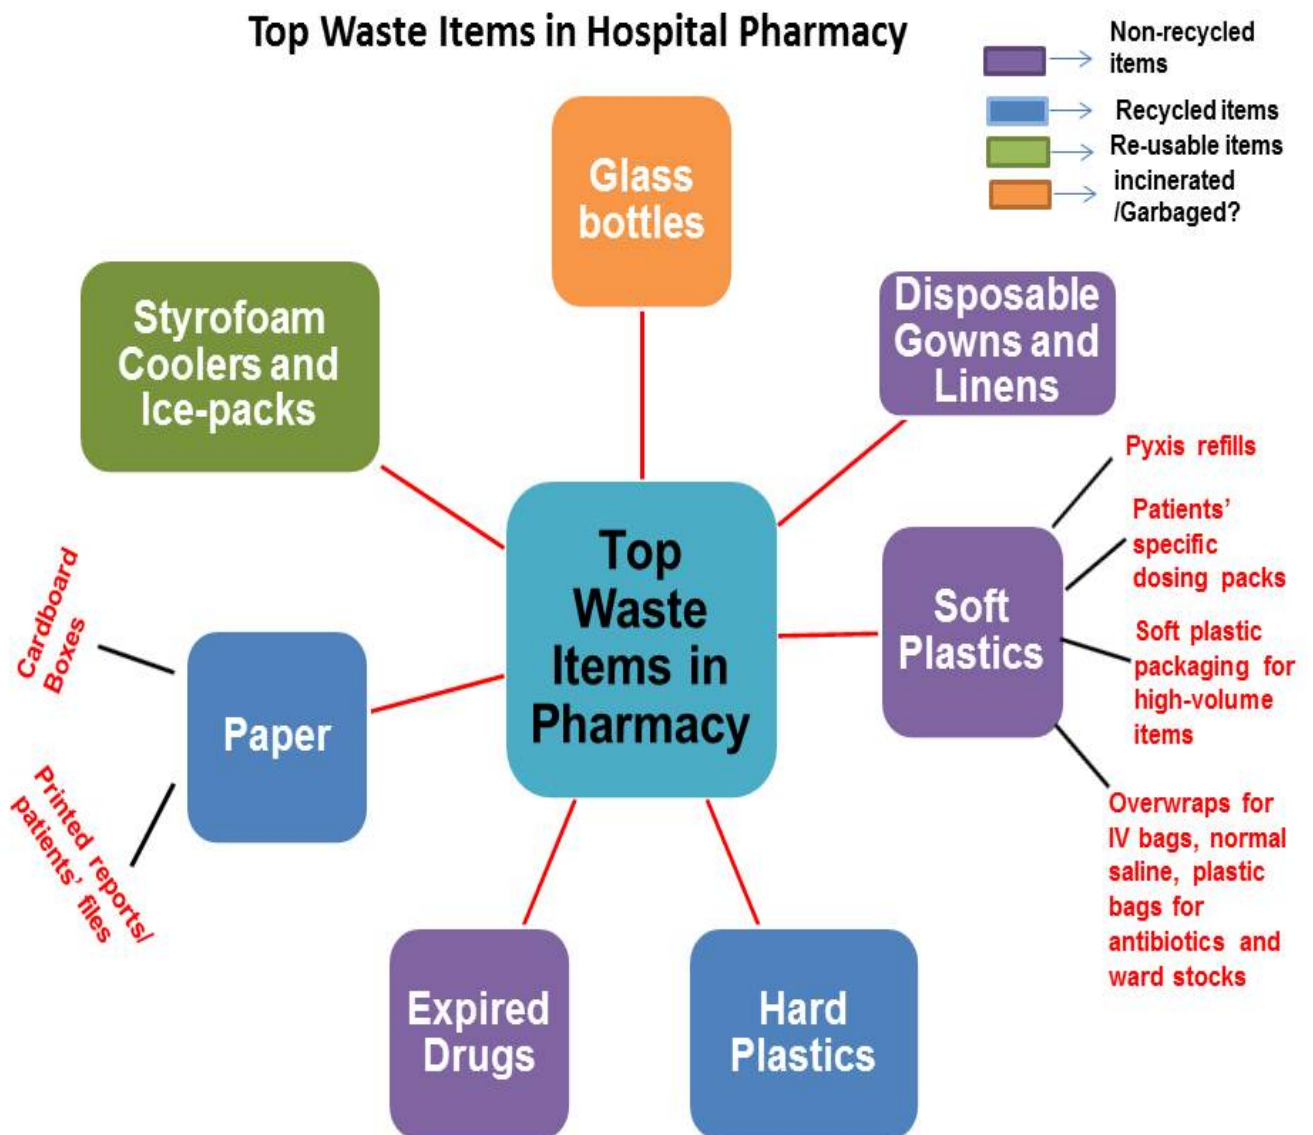 Top Waste Items in Hospital Pharmacy
Non-recycled
items
Recycled items
Re-usable items
incinerated
/Garbaged?
Glass
bottles
Styrofoam
Coolers and
Ice-packs
Disposable
Gowns and
Linens
Top
Waste
Items in
Pharmacy
Soft
Plastics
Pyxis refills
Patients’
specific
dosing packs
Soft plastic
packaging for
high-volume
items
Overwraps for
IV bags, normal
saline, plastic
bags for
antibiotics and
ward stocks
Cardboard
Boxes
Paper
Printed reports/
patients’ files
Expired
Drugs
Hard
Plastics